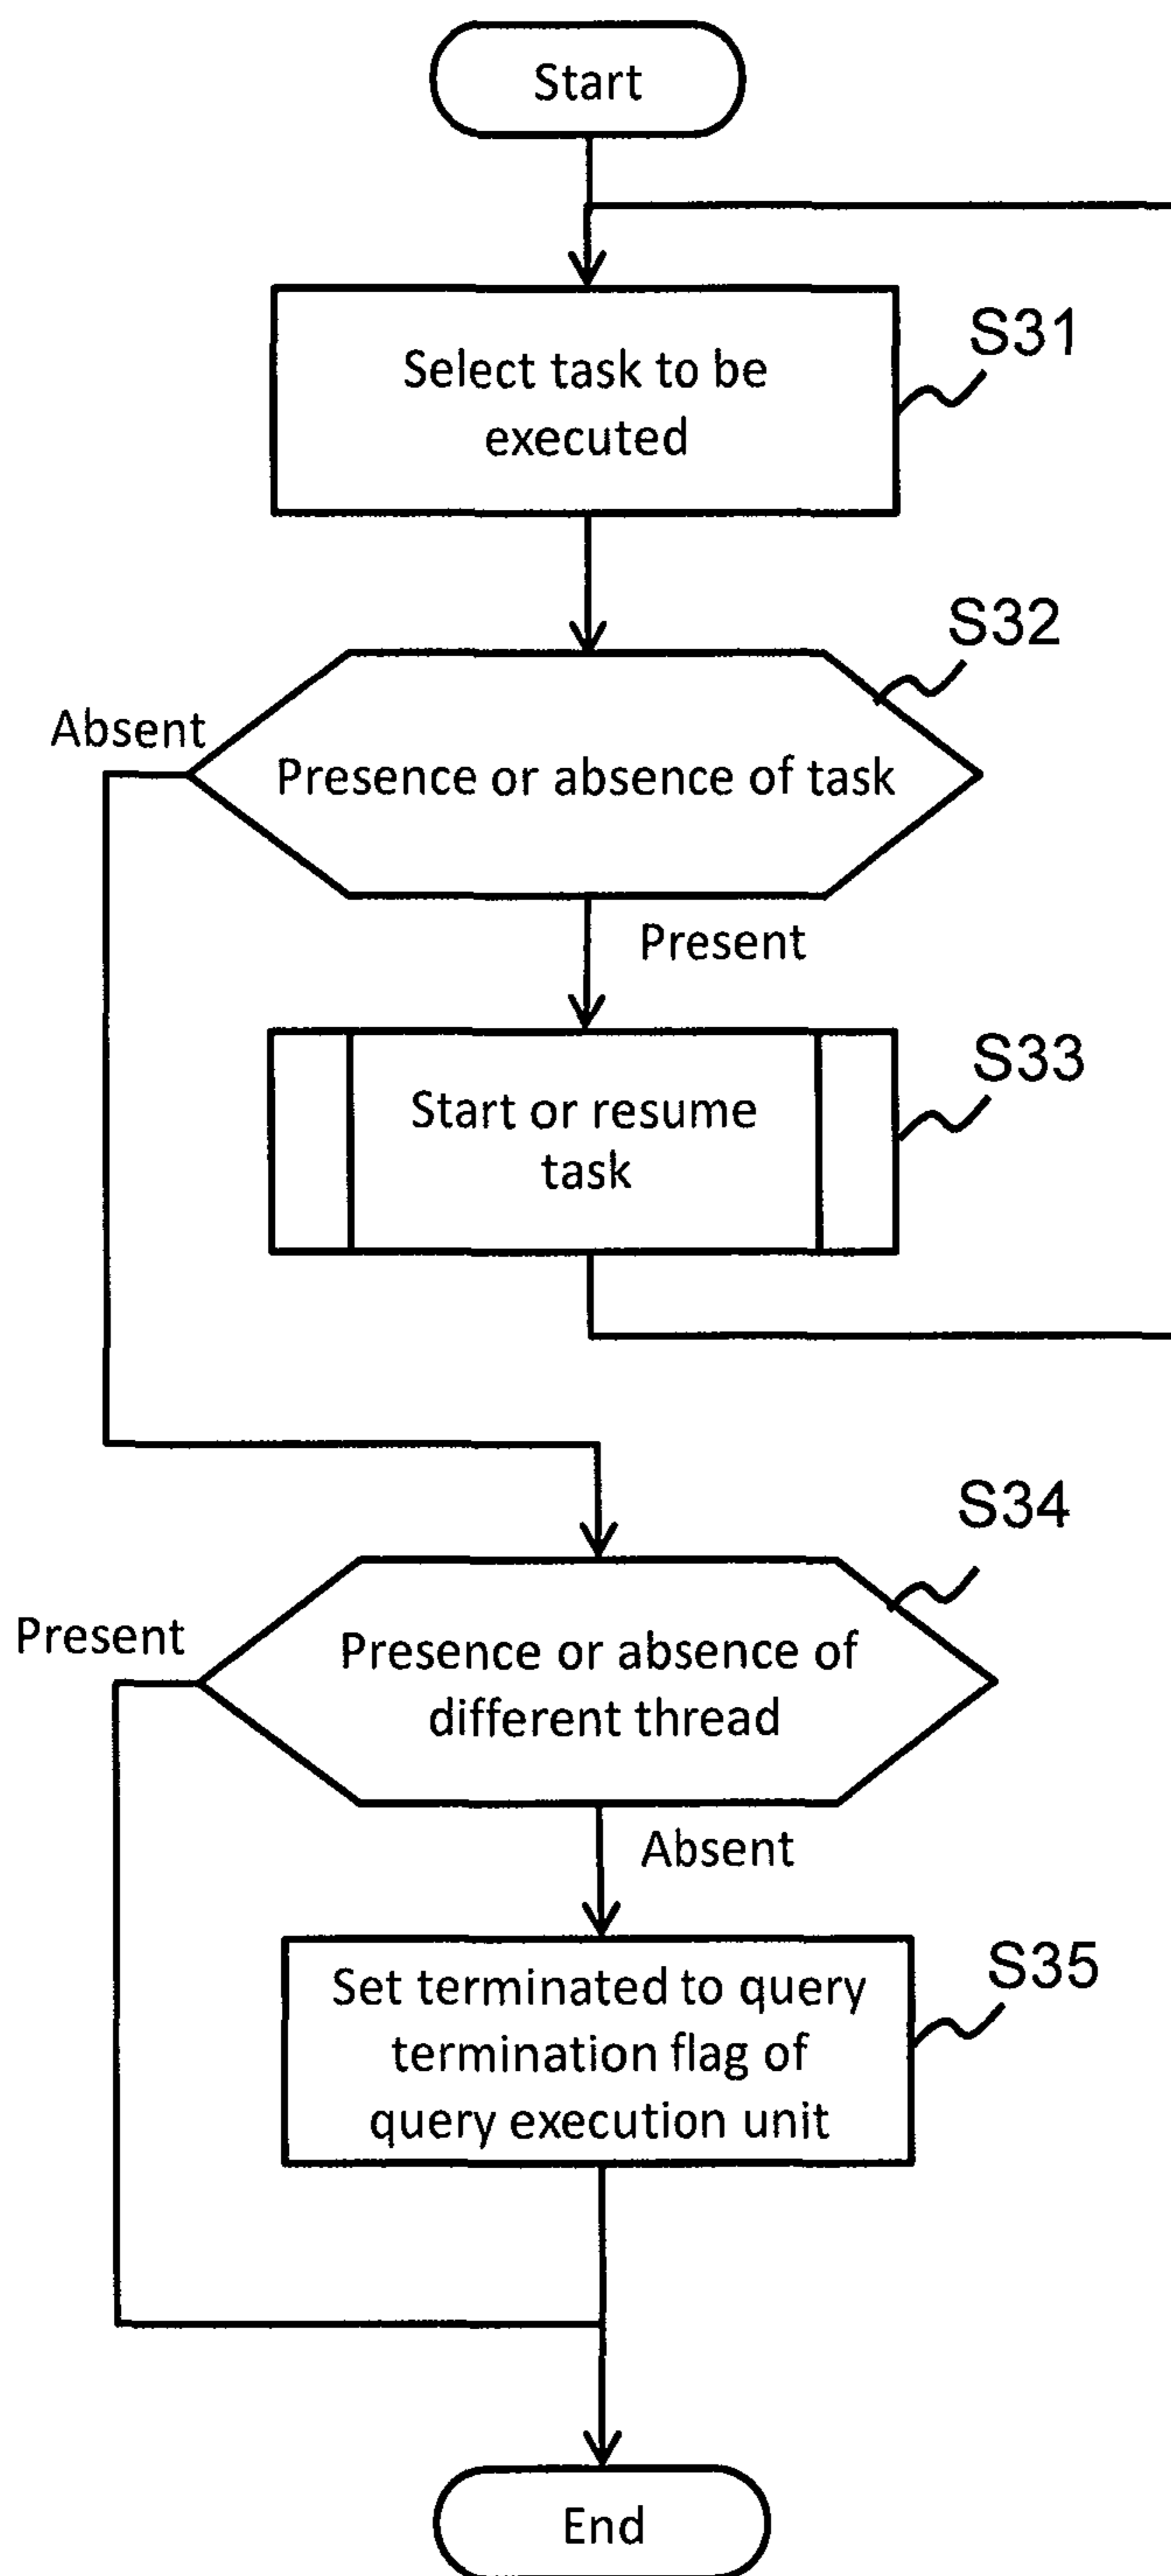 Start
Select task to be
executed
S31
S32
Absent
Presence or absence of task
Present
Start or resume
task
S33
S34
Present
Presence or absence of
different thread
Absent
Set terminated to query
termination flag of
query execution unit
S35
End